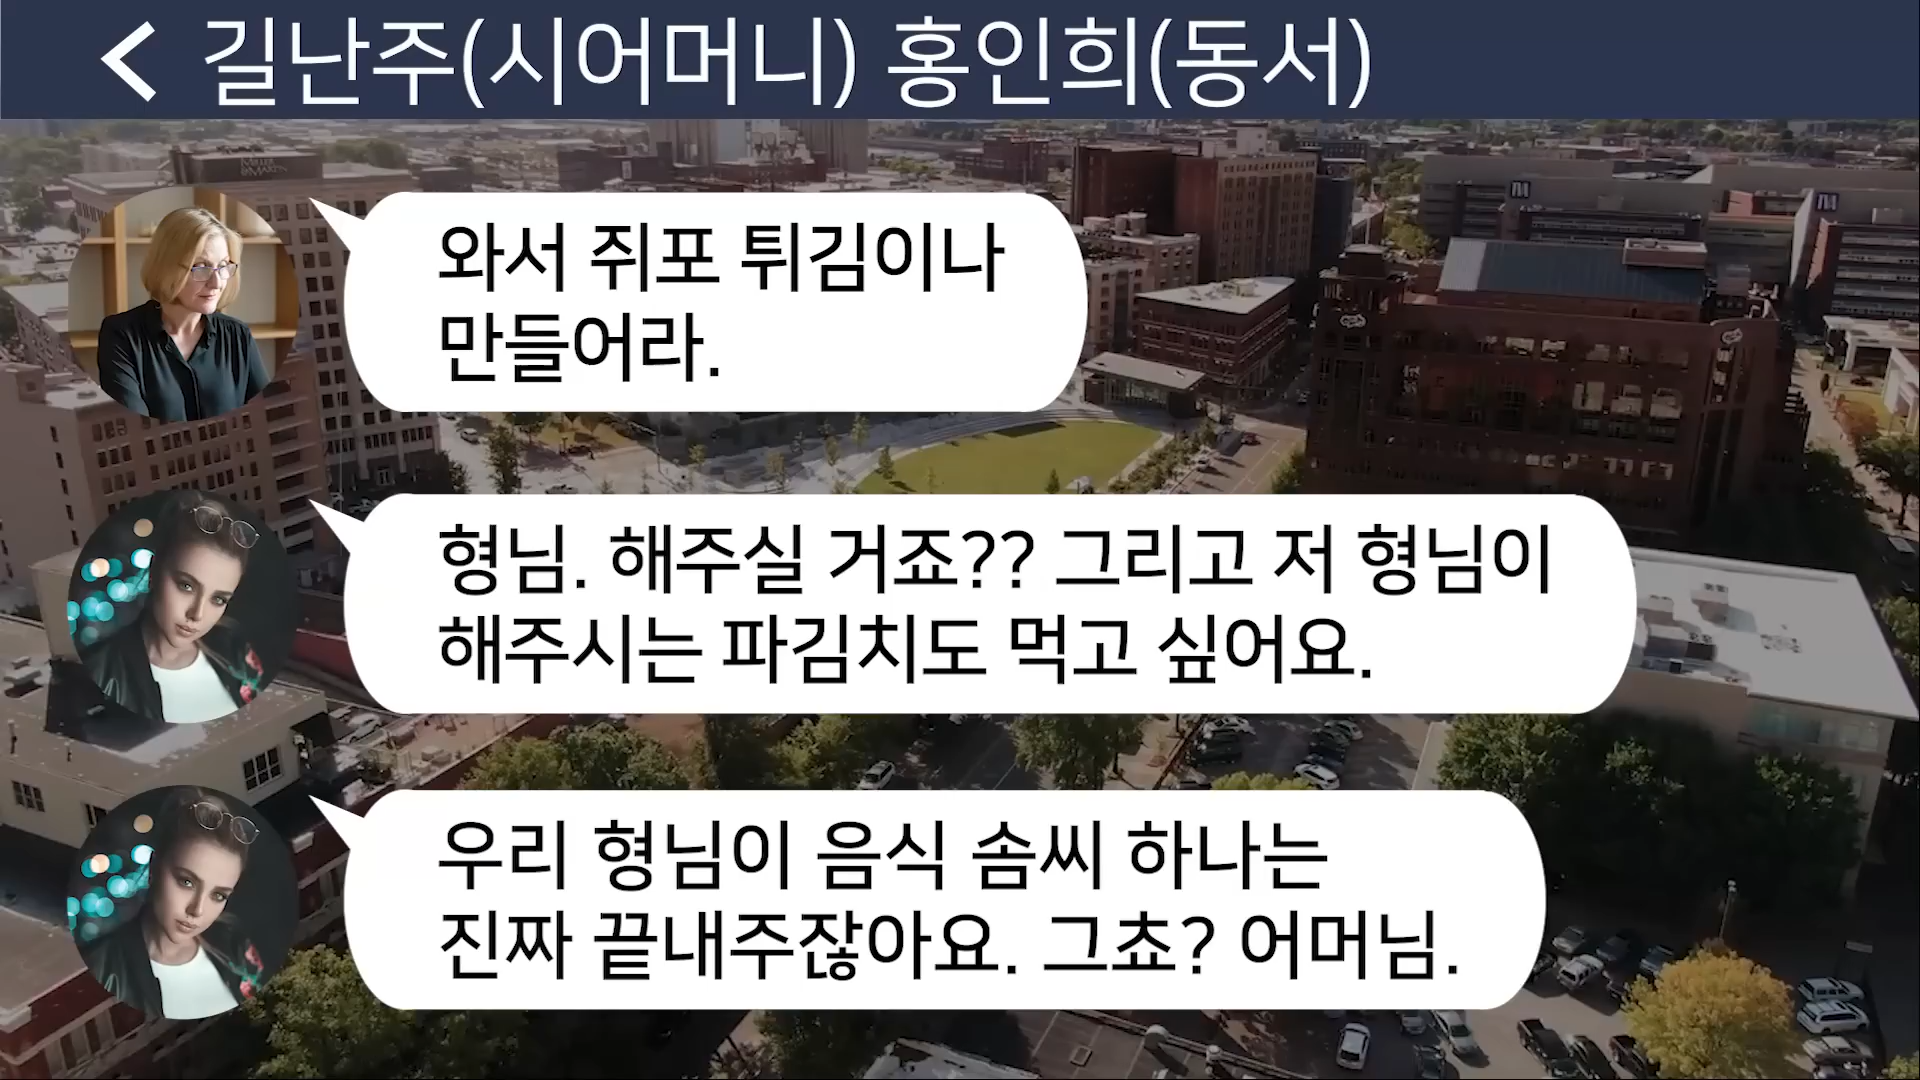 길난주(시어머니) 홍인희(동서)
와서 쥐포 튀김이나
만들어라.
형님. 해주실 거죠?? 그리고 저 형님이
해주시는 파김치도 먹고 싶어요.
우리 형님이 음식 솜씨 하나는
진짜 끝내주잖아요. 그쵸? 어머님.